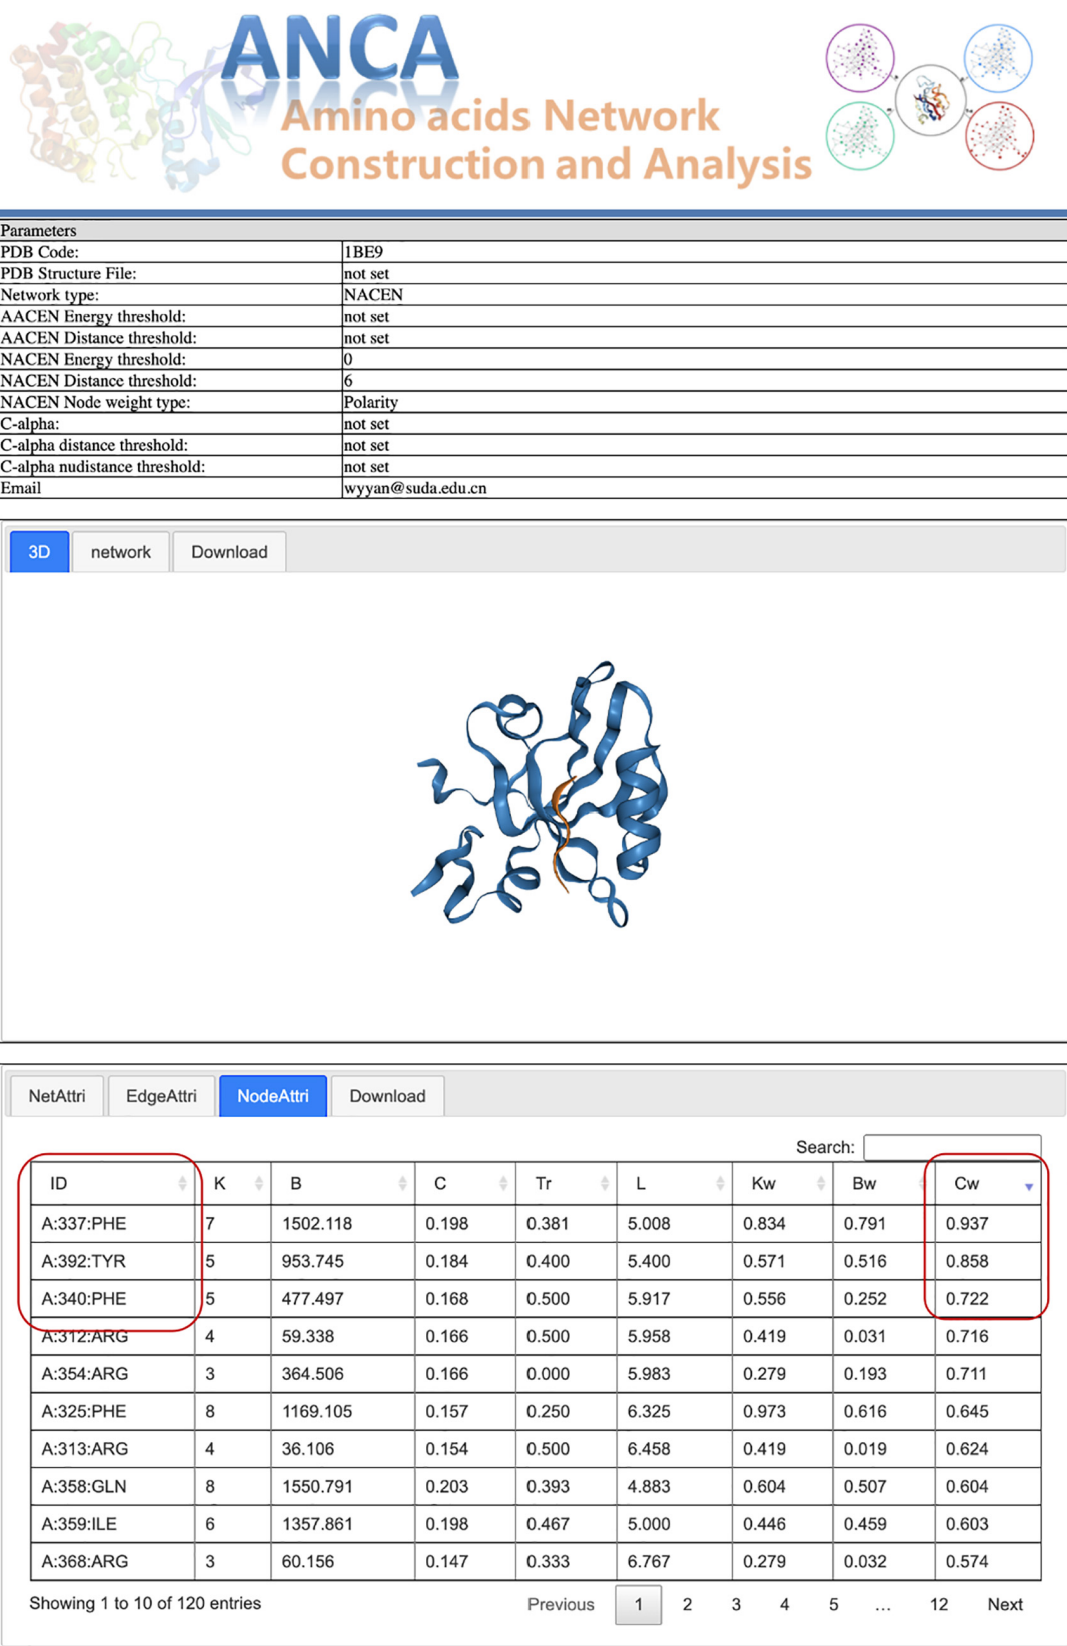 ANCA
Amino acids Network
Construction and Analysis
Parameters
PDB Code: 1BE9
PDB Structure File: not set
Network type: NACEN
AACEN Energy threshold: not set
AACEN Distance threshold: not set
NACEN Energy threshold: 0
NACEN Distance threshold: 6
NACEN Node weight type: Polarity
C-alpha: not set
C-alpha distance threshold: not set
C-alpha nudistance threshold: not set
Email wyyan@suda.edu.cn
3D network Download
NetAttri EdgeAttri NodeAttri Download
Search:
ID K B C Tr L Kw Bw Cw
A:337:PHE 7 1502.118 0.198 0.381 5.008 0.834 0.791 0.937
A:392:TYR 5 953.745 0.184 0.400 5.400 0.571 0.516 0.858
A:340:PHE 5 477.497 0.168 0.500 5.917 0.556 0.252 0.722
A:312:ARG 4 59.338 0.166 0.500 5.958 0.419 0.031 0.716
A:354:ARG 3 364.506 0.166 0.000 5.983 0.279 0.193 0.711
A:325:PHE 8 1169.105 0.157 0.250 6.325 0.973 0.616 0.645
A:313:ARG 4 36.106 0.154 0.500 6.458 0.419 0.019 0.624
A:358:GLN 8 1550.791 0.203 0.393 4.883 0.604 0.507 0.604
A:359:ILE 6 1357.861 0.198 0.467 5.000 0.446 0.459 0.603
A:368:ARG 3 60.156 0.147 0.333 6.767 0.279 0.032 0.574
Showing 1 to 10 of 120 entries Previous 1 2 3 4 5 ... 12 Next